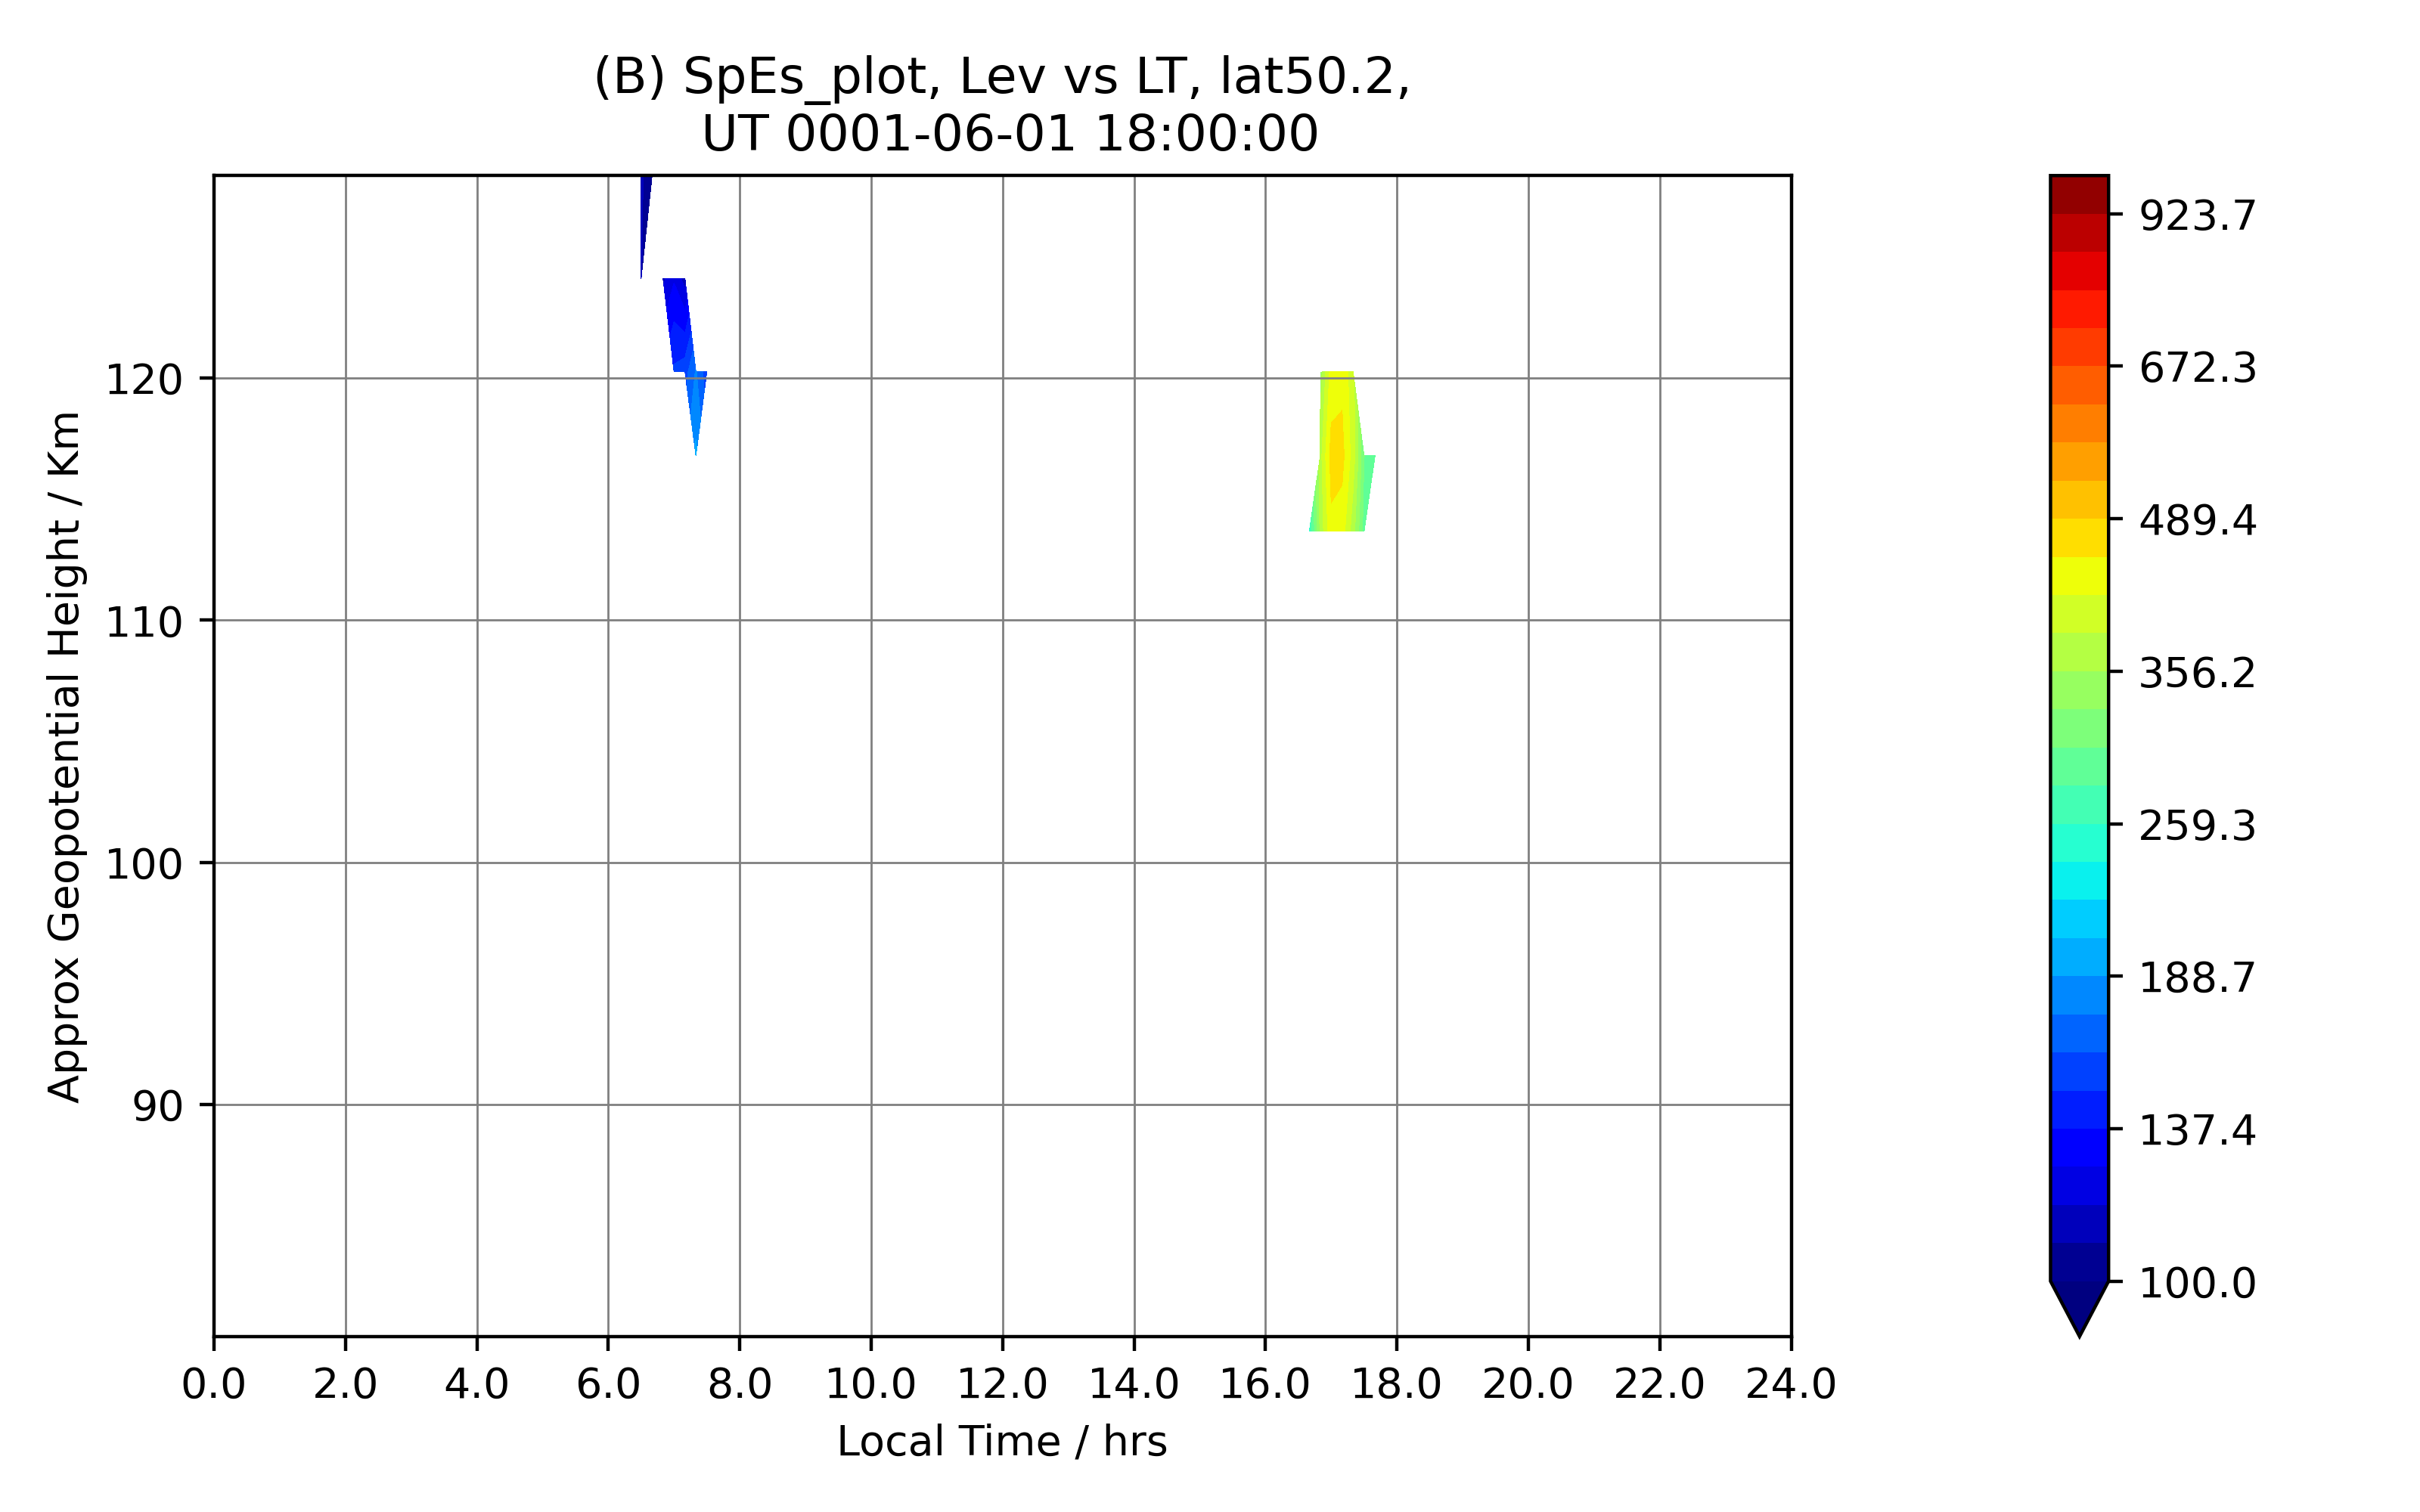 (B) SpEs_plot, Lev vs LT, lat50.2,
UT 0001-06-01 18:00:00
Approx Geopotential Height / Km
120
110
100
90
0.0 2.0 4.0 6.0 8.0 10.0 12.0 14.0 16.0 18.0 20.0 22.0 24.0
Local Time / hrs
923.7
672.3
489.4
356.2
259.3
188.7
137.4
100.0